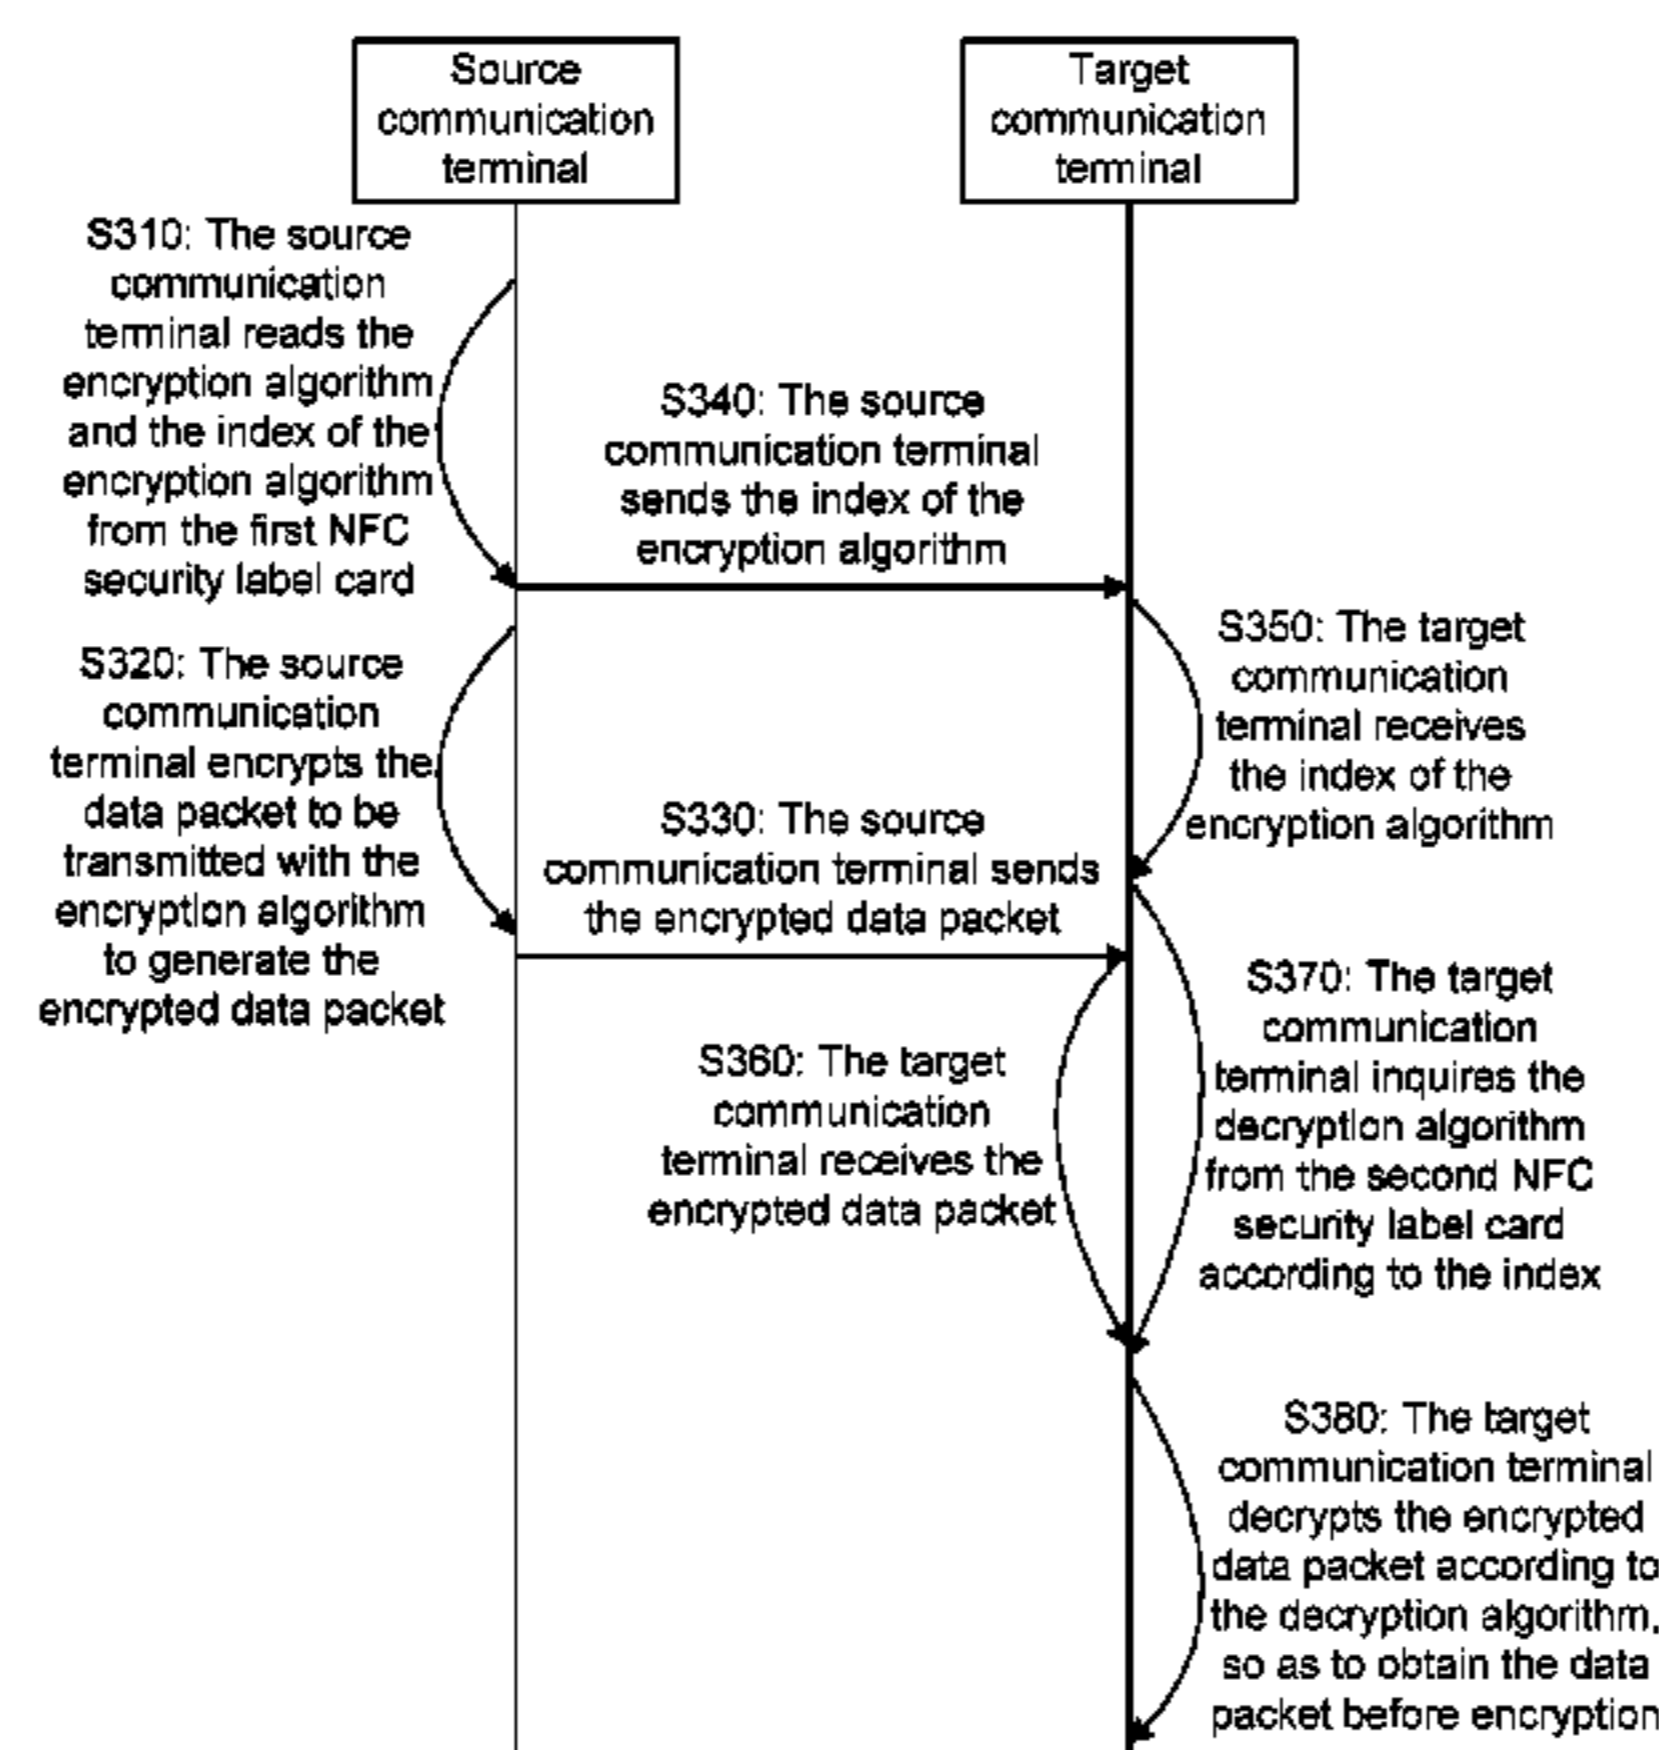 Source
communication
terminal
Target
communication
terminal
S310: The source
communication
terminal reads the
encryption algorithm
and the index of the
encryption algorithm
from the first NFC
security label card
S340: The source
communication terminal
sends the index of the
encryption algorithm
S320: The source
communication
terminal encrypts the
data packet to be
transmitted with the
encryption algorithm
to generate the
encrypted data packet
S350: The target
communication
terminal receives
the index of the
encryption algorithm
S330: The source
communication terminal sends
the encrypted data packet
S360: The target
communication
terminal receives the
encrypted data packet
S370: The target
communication
terminal inquires the
decryption algorithm
from the second NFC
security label card
according to the index
S380: The target
communication terminal
decrypts the encrypted
data packet according to
the decryption algorithm,
so as to obtain the data
packet before encryption